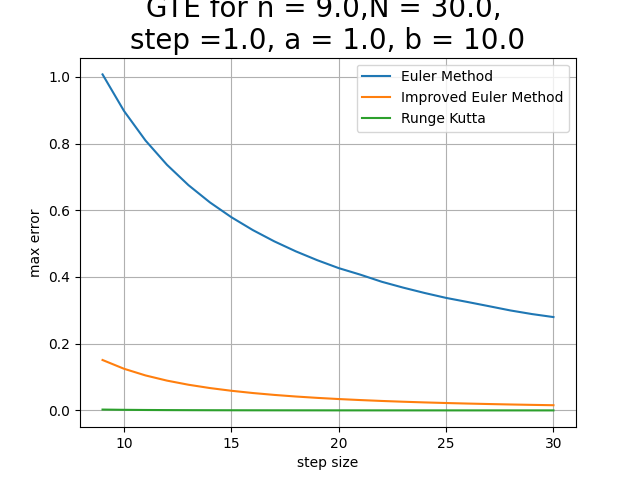 GTE for n = 9.0,N = 30.0,
step =1.0, a = 1.0, b = 10.0
1.0
0.8
0.6
0.4
0.2
0.0
max error
Euler Method
Improved Euler Method
Runge Kutta
10
15
20
25
30
step size